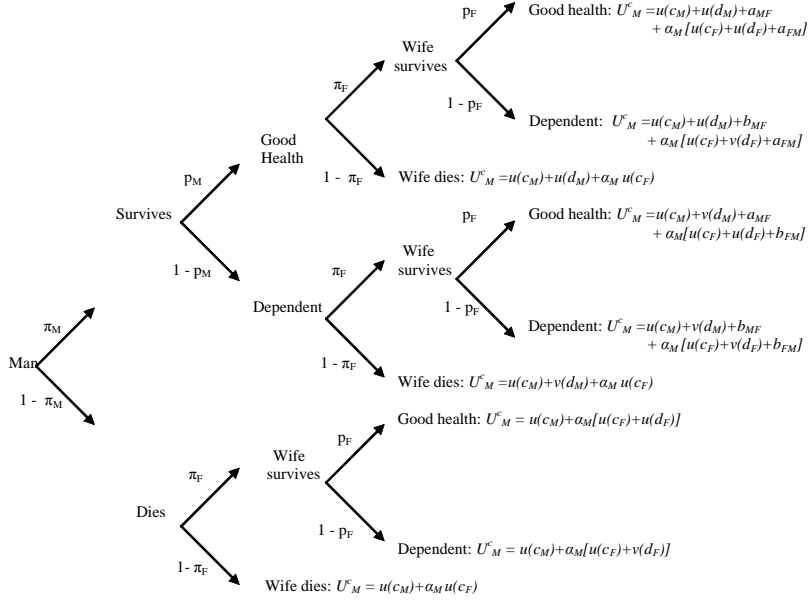 p_F
Good health: U^c_M =u(c_M)+u(d_M)+a_MF
+ α_M [u(c_F)+u(d_F)+a_FM]
Wife
survives
π_F
1 - p_F
Dependent: U^c_M =u(c_M)+u(d_M)+b_MF
+ α_M [u(c_F)+v(d_F)+a_FM]
Good
Health
p_M
1 - π_F
Wife dies: U^c_M =u(c_M)+u(d_M)+α_M u(c_F)
Survives
p_F
Good health: U^c_M =u(c_M)+v(d_M)+a_MF
+ α_M[u(c_F)+u(d_F)+b_FM]
Wife
survives
1 - p_M
π_F
1 - p_F
Dependent
Dependent: U^c_M =u(c_M)+v(d_M)+b_MF
+ α_M [u(c_F)+v(d_F)+b_FM]
π_M
Man
1 - π_F
1 - π_M
Wife dies: U^c_M =u(c_M)+v(d_M)+α_M u(c_F)
Good health: U^c_M = u(c_M)+α_M[u(c_F)+u(d_F)]
p_F
Wife
survives
π_F
Dies
1 - p_F
Dependent: U^c_M = u(c_M)+α_M[u(c_F)+v(d_F)]
1- π_F
Wife dies: U^c_M = u(c_M)+α_M u(c_F)